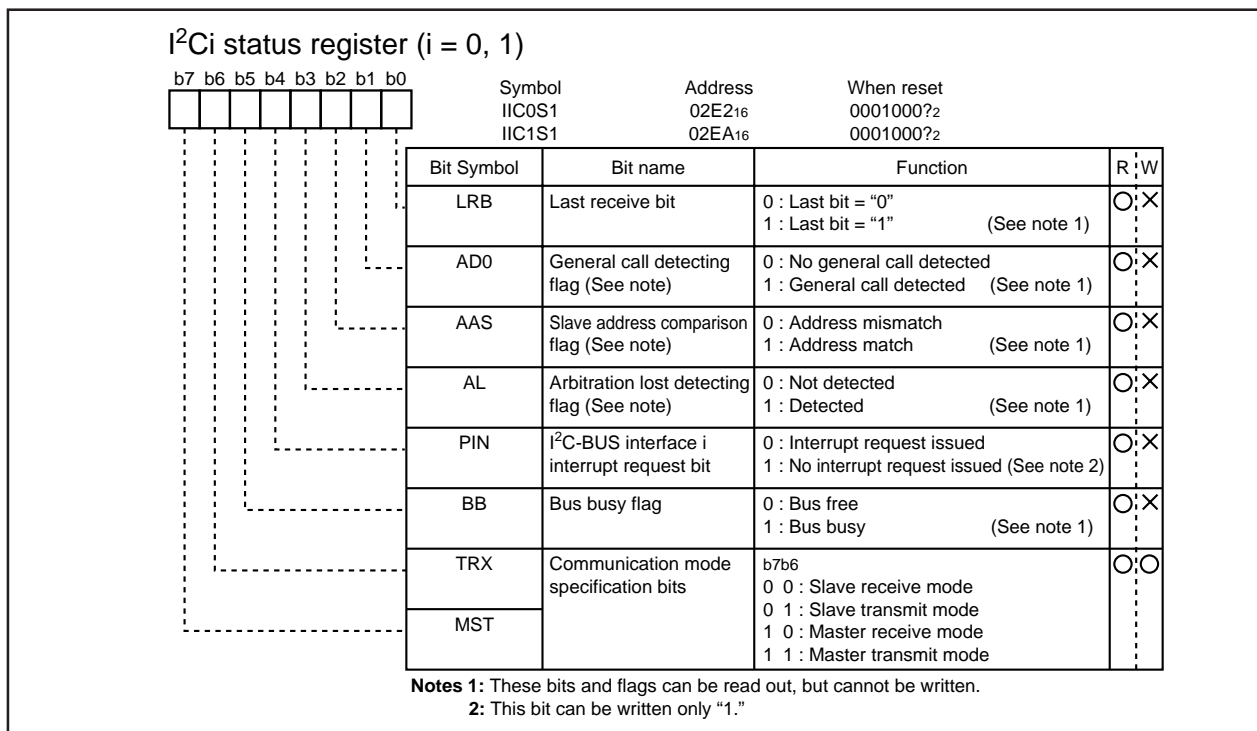 I²Ci status register (i = 0, 1)
b7 b6 b5 b4 b3 b2 b1 b0
Symbol Address When reset
IIC0S1 02E2₁₆ 0001000?₂
IIC1S1 02EA₁₆ 0001000?₂
Bit Symbol Bit name Function R W
LRB Last receive bit 0 : Last bit = “0” ○ ×
1 : Last bit = “1” (See note 1)
AD0 General call detecting 0 : No general call detected ○ ×
flag (See note) 1 : General call detected (See note 1)
AAS Slave address comparison 0 : Address mismatch ○ ×
flag (See note) 1 : Address match (See note 1)
AL Arbitration lost detecting 0 : Not detected ○ ×
flag (See note) 1 : Detected (See note 1)
PIN I²C-BUS interface i 0 : Interrupt request issued ○ ×
interrupt request bit 1 : No interrupt request issued (See note 2)
BB Bus busy flag 0 : Bus free ○ ×
1 : Bus busy (See note 1)
TRX Communication mode b7b6 ○ ○
specification bits 0 0 : Slave receive mode
0 1 : Slave transmit mode
MST 1 0 : Master receive mode
1 1 : Master transmit mode
Notes 1: These bits and flags can be read out, but cannot be written.
2: This bit can be written only “1.”